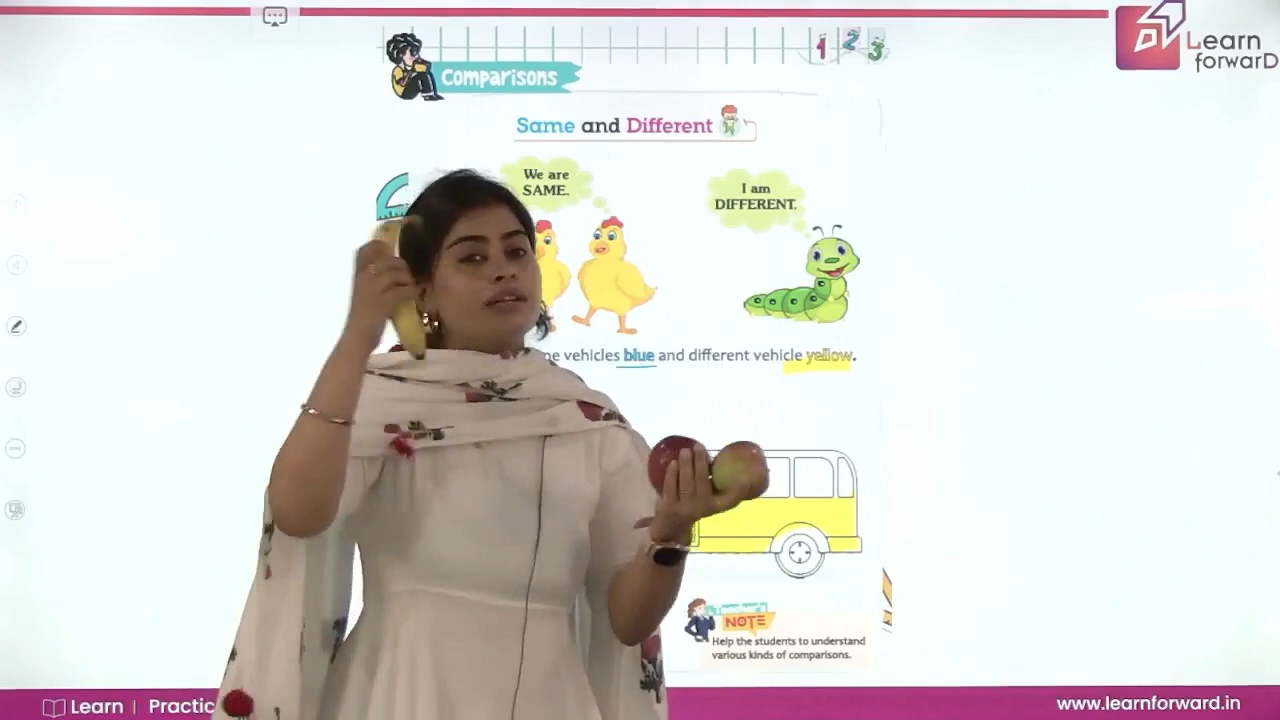 1 2 3
Learn
forwarD
Comparisons
Same and Different
We are
SAME.
I am
DIFFERENT.
vehicles blue and different vehicle yellow.
NOTE
Help the students to understand
various kinds of comparisons.
Learn | Practic
www.learnforward.in